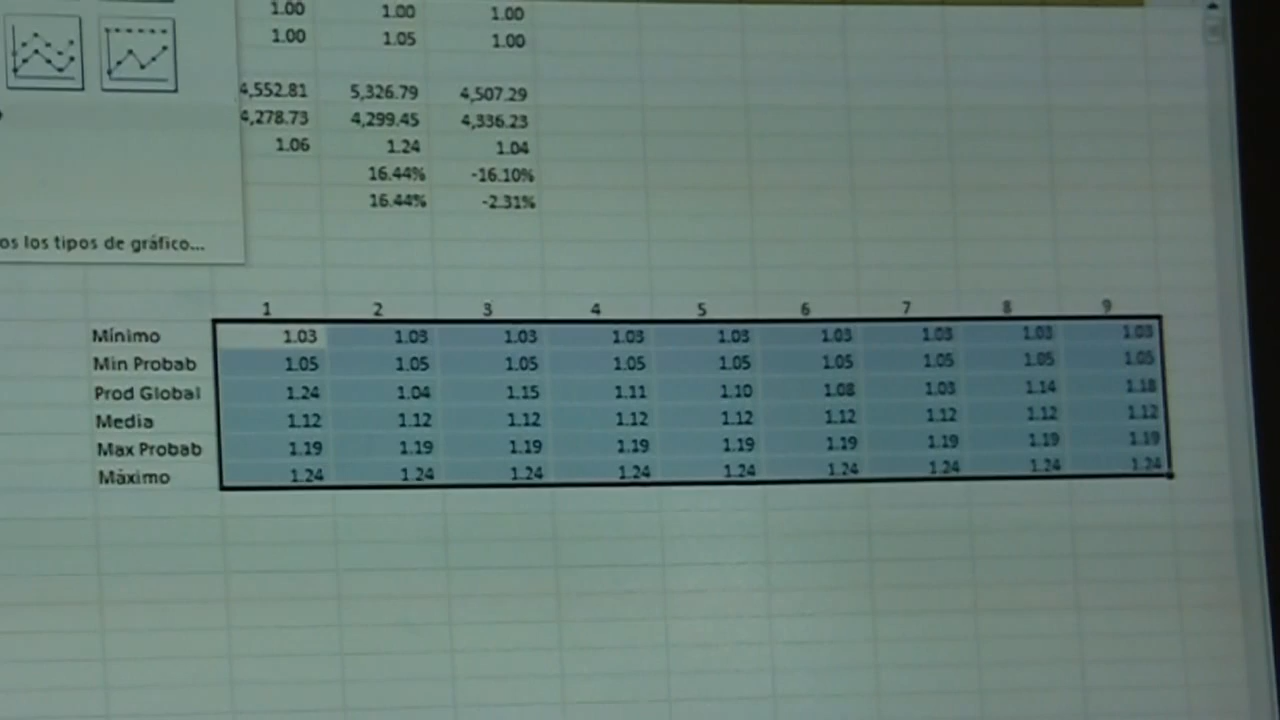 1.00 1.00 1.00
1.00 1.05 1.00
4,552.81 5,326.79 4,507.29
4,278.73 4,299.45 4,336.23
1.06 1.24 1.04
16.44% -16.10%
16.44% -2.31%
os los tipos de gráfico...
1 2 3 4 5 6 7 8 9
Mínimo 1.03 1.03 1.03 1.03 1.03 1.03 1.03 1.03 1.03
Min Probab 1.05 1.05 1.05 1.05 1.05 1.05 1.05 1.05 1.05
Prod Global 1.24 1.04 1.15 1.11 1.10 1.08 1.03 1.14 1.18
Media 1.12 1.12 1.12 1.12 1.12 1.12 1.12 1.12 1.12
Max Probab 1.19 1.19 1.19 1.19 1.19 1.19 1.19 1.19 1.19
Máximo 1.24 1.24 1.24 1.24 1.24 1.24 1.24 1.24 1.24